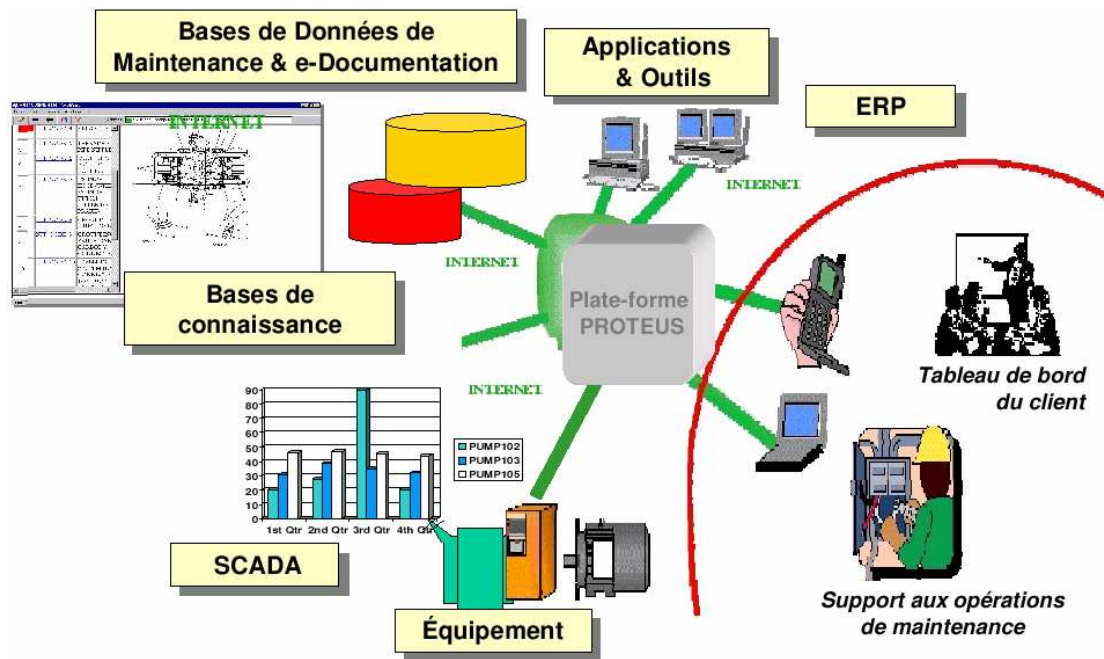 Bases de Données de
Maintenance & e-Documentation
Applications
& Outils
ERP
INTERNET
INTERNET
INTERNET
Bases de
connaissance
Plate-forme
PROTEUS
INTERNET
Tableau de bord
du client
90
80
70
60
50
40
30
20
10
0
1st Qtr 2nd Qtr 3rd Qtr 4th Qtr
PUMP102
PUMP103
PUMP105
SCADA
Équipement
Support aux opérations
de maintenance